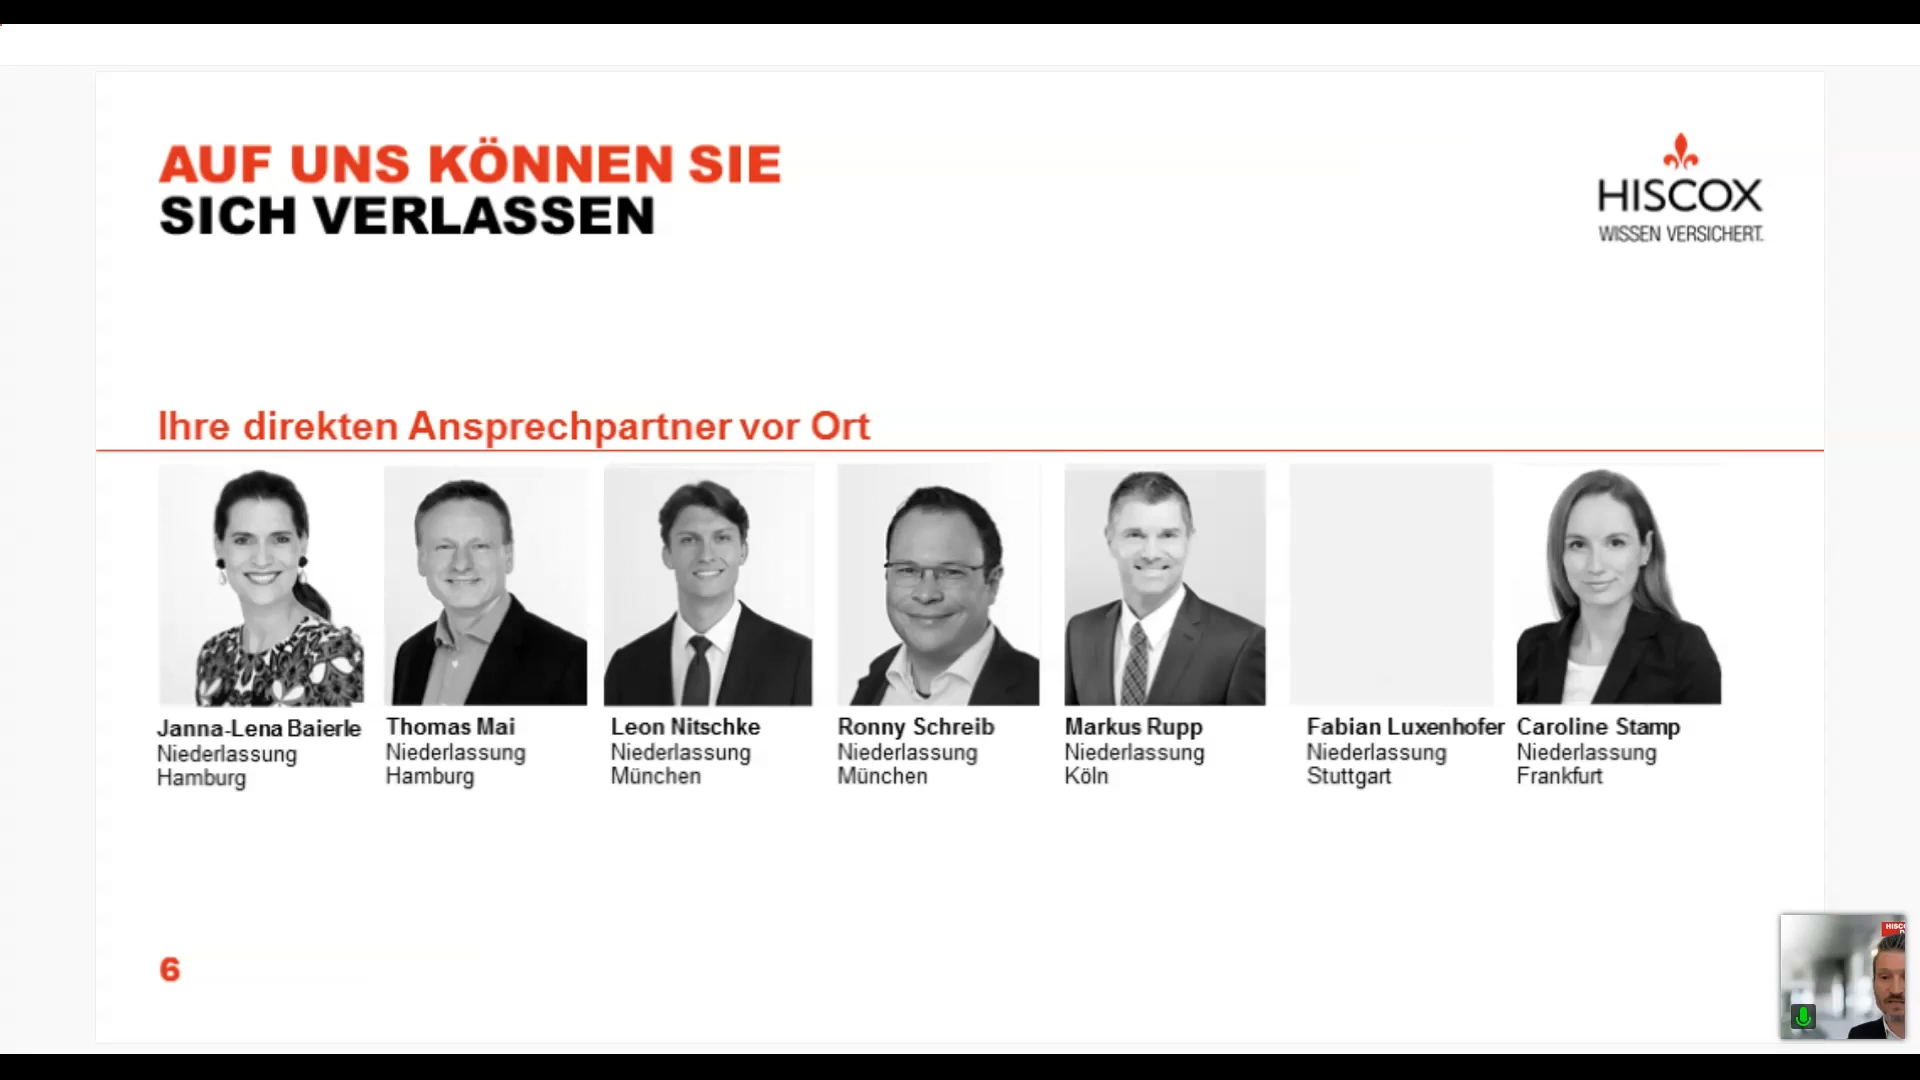 AUF UNS KÖNNEN SIE
SICH VERLASSEN
HISCOX
WISSEN VERSICHERT.
Ihre direkten Ansprechpartner vor Ort
Janna-Lena Baierle
Niederlassung
Hamburg
Thomas Mai
Niederlassung
Hamburg
Leon Nitschke
Niederlassung
München
Ronny Schreib
Niederlassung
München
Markus Rupp
Niederlassung
Köln
Fabian Luxenhofer
Niederlassung
Stuttgart
Caroline Stamp
Niederlassung
Frankfurt
6